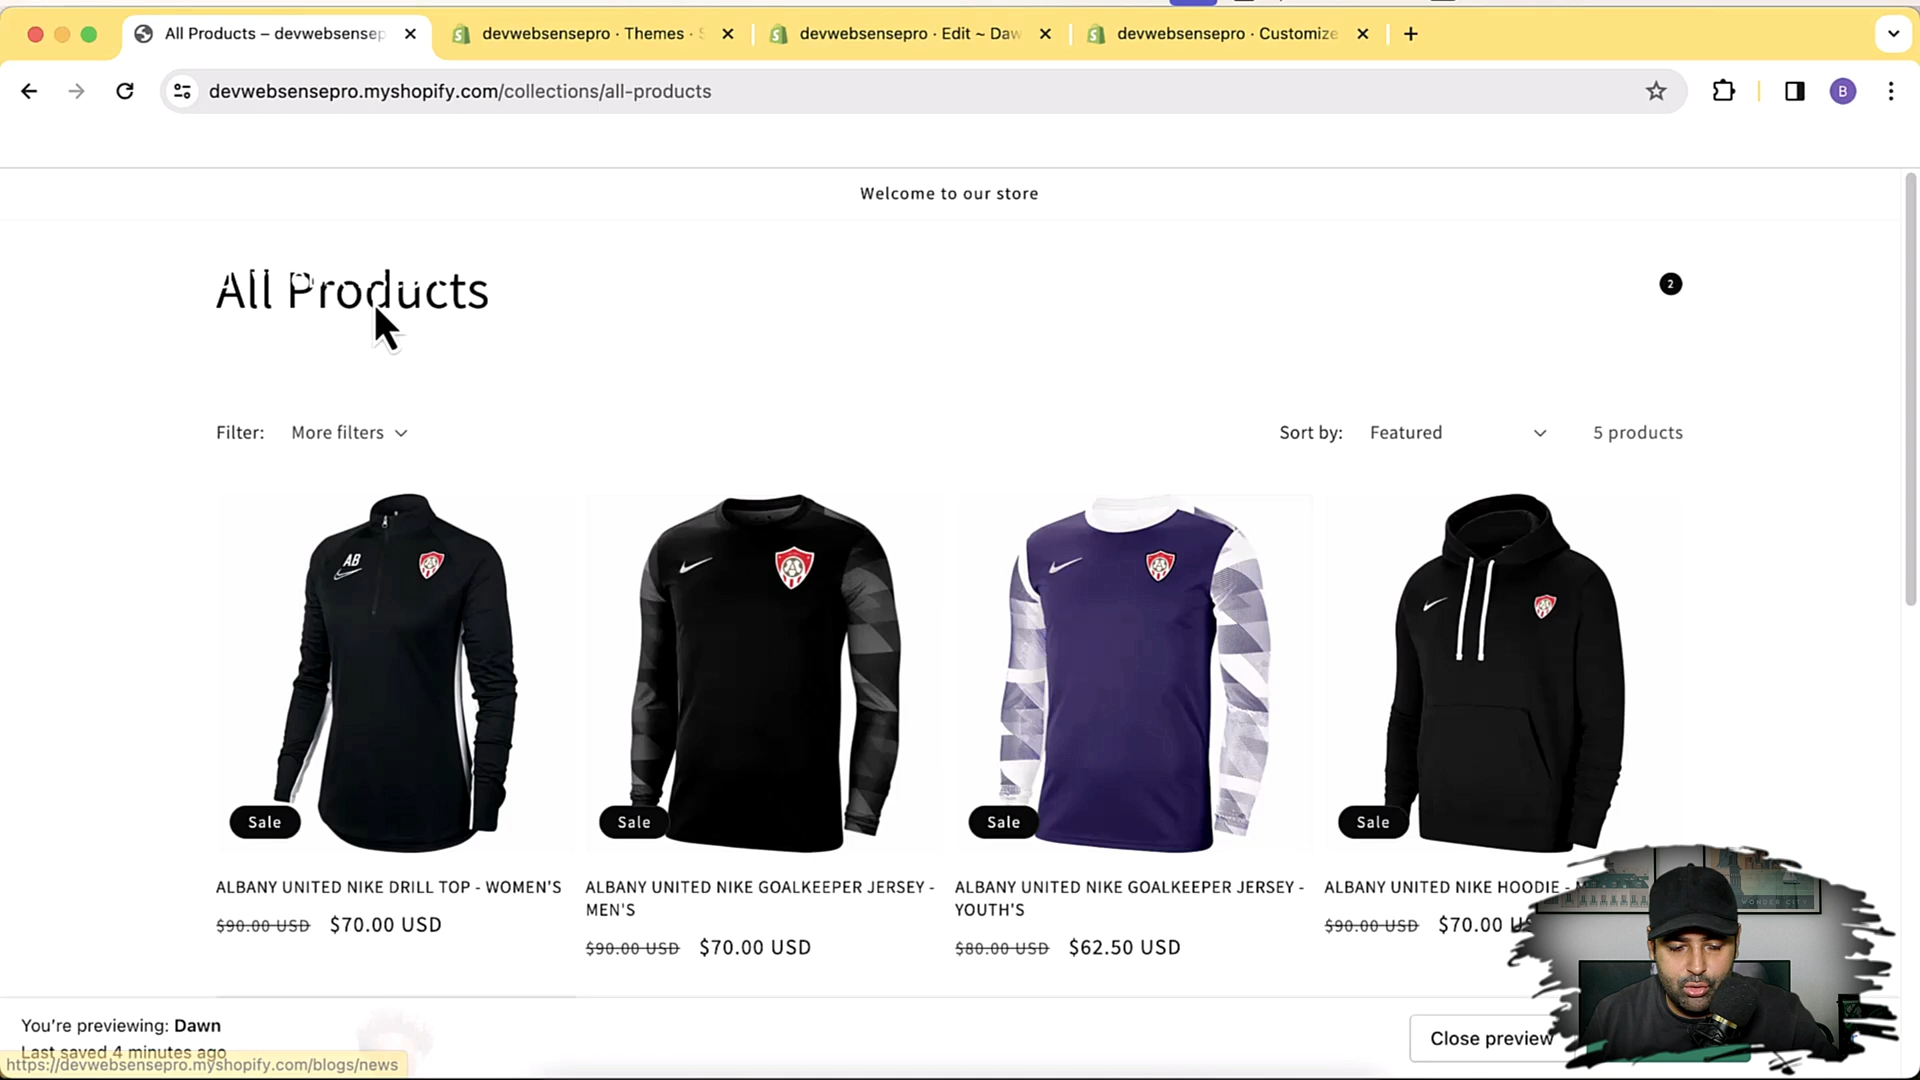 All Products – devwebsensep
devwebsensepro · Themes · S
devwebsensepro · Edit ~ Daw
devwebsensepro · Customize
devwebsensepro.myshopify.com/collections/all-products
B
Welcome to our store
All Products
2
Filter: More filters
Sort by: Featured
5 products
AB
Sale
Sale
Sale
Sale
ALBANY UNITED NIKE DRILL TOP - WOMEN'S
$90.00 USD $70.00 USD
ALBANY UNITED NIKE GOALKEEPER JERSEY -
MEN'S
$90.00 USD $70.00 USD
ALBANY UNITED NIKE GOALKEEPER JERSEY -
YOUTH'S
$80.00 USD $62.50 USD
ALBANY UNITED NIKE HOODIE - M
$90.00 USD $70.00 U
WONDER CITY
You're previewing: Dawn
Last saved 4 minutes ago
https://devwebsensepro.myshopify.com/blogs/news
Close preview